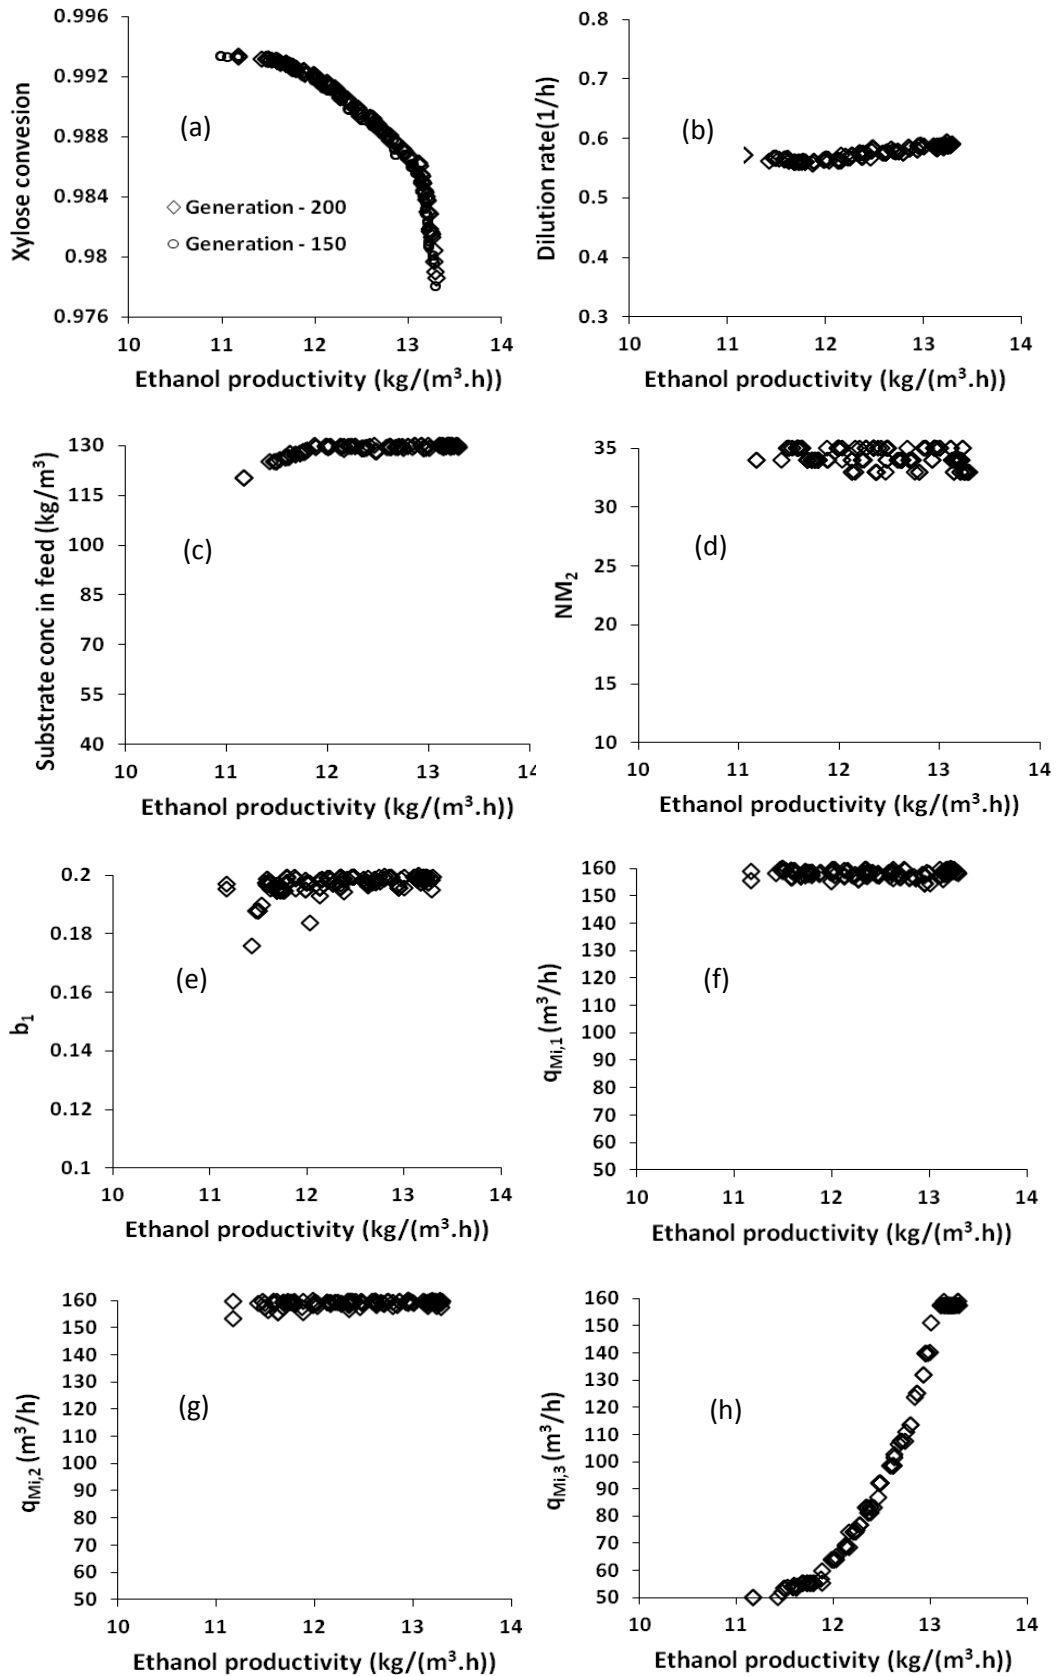 0.996
0.992
0.988
0.984
0.98
0.976
Xylose convesion
(a)
Generation - 200
Generation - 150
10 11 12 13 14
Ethanol productivity (kg/(m³.h))
0.8
0.7
0.6
0.5
0.4
0.3
Dilution rate(1/h)
(b)
10 11 12 13 14
Ethanol productivity (kg/(m³.h))
130
115
100
85
70
55
40
Substrate conc in feed (kg/m³)
(c)
10 11 12 13 14
Ethanol productivity (kg/(m³.h))
35
30
25
20
15
10
NM₂
(d)
10 11 12 13 14
Ethanol productivity (kg/(m³.h))
0.2
0.18
0.16
0.14
0.12
0.1
b₁
(e)
10 11 12 13 14
Ethanol productivity (kg/(m³.h))
160
150
140
130
120
110
100
90
80
70
60
50
qMi,1 (m³/h)
(f)
10 11 12 13 14
Ethanol productivity (kg/(m³.h))
160
150
140
130
120
110
100
90
80
70
60
50
qMi,2 (m³/h)
(g)
10 11 12 13 14
Ethanol productivity (kg/(m³.h))
160
150
140
130
120
110
100
90
80
70
60
50
qMi,3 (m³/h)
(h)
10 11 12 13 14
Ethanol productivity (kg/(m³.h))